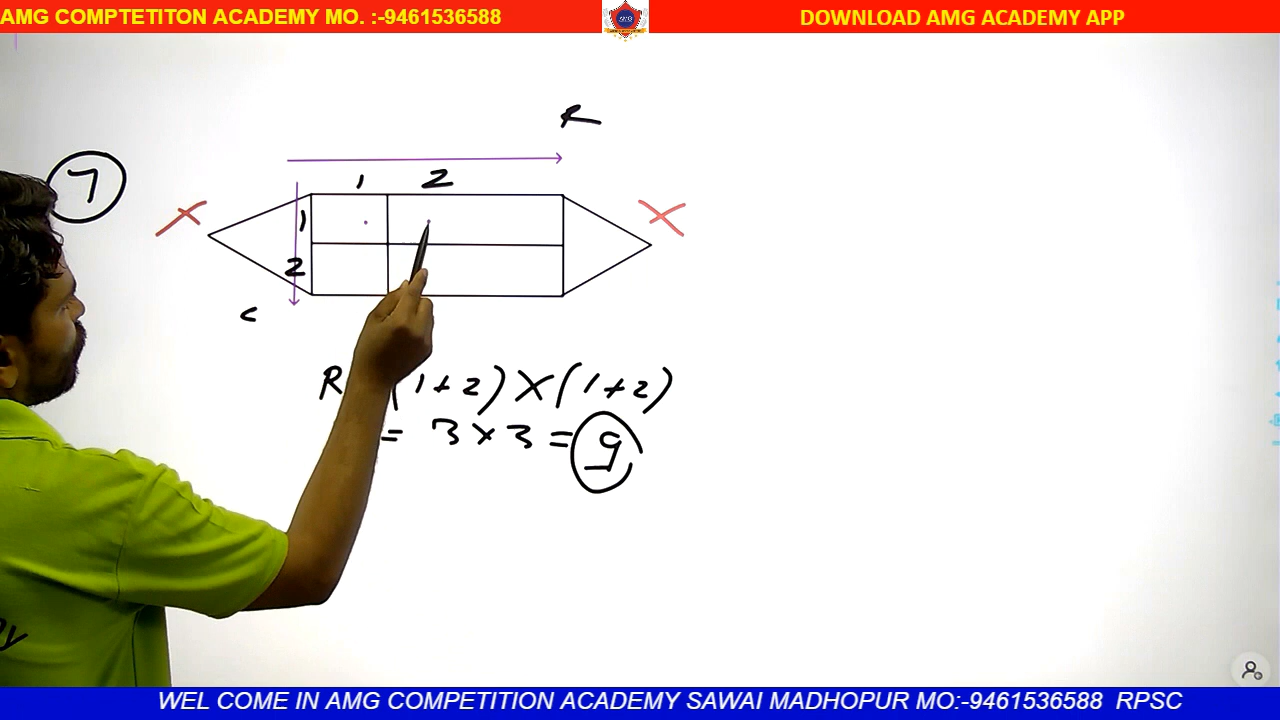 AMG COMPTETITON ACADEMY MO. :-9461536588
AMG
DOWNLOAD AMG ACADEMY APP
R
7
1 2
X X
1
2
C
R (1+2)×(1+2)
= 3×3=9
WEL COME IN AMG COMPETITION ACADEMY SAWAI MADHOPUR MO:-9461536588 RPSC